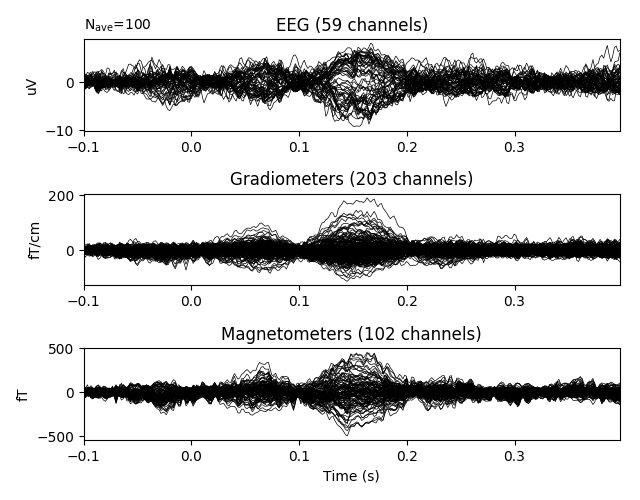 N_ave=100
EEG (59 channels)
uV
0
−10
−0.1 0.0 0.1 0.2 0.3
Gradiometers (203 channels)
fT/cm
200
0
−0.1 0.0 0.1 0.2 0.3
Magnetometers (102 channels)
fT
500
0
−500
−0.1 0.0 0.1 0.2 0.3
Time (s)